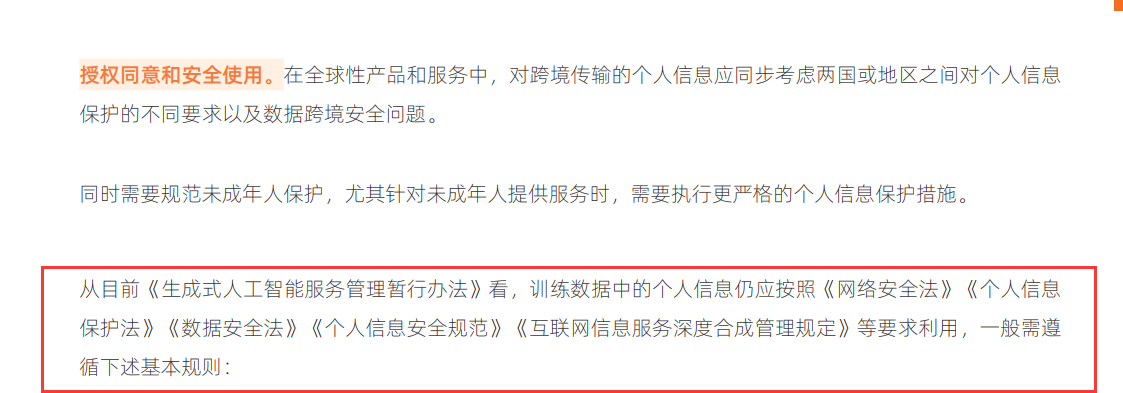 授权同意和安全使用。在全球性产品和服务中，对跨境传输的个人信息应同步考虑两国或地区之间对个人信息
保护的不同要求以及数据跨境安全问题。
同时需要规范未成年人保护，尤其针对未成年人提供服务时，需要执行更严格的个人信息保护措施。
从目前《生成式人工智能服务管理暂行办法》看，训练数据中的个人信息仍应按照《网络安全法》《个人信息
保护法》《数据安全法》《个人信息安全规范》《互联网信息服务深度合成管理规定》等要求利用，一般需遵
循下述基本规则：